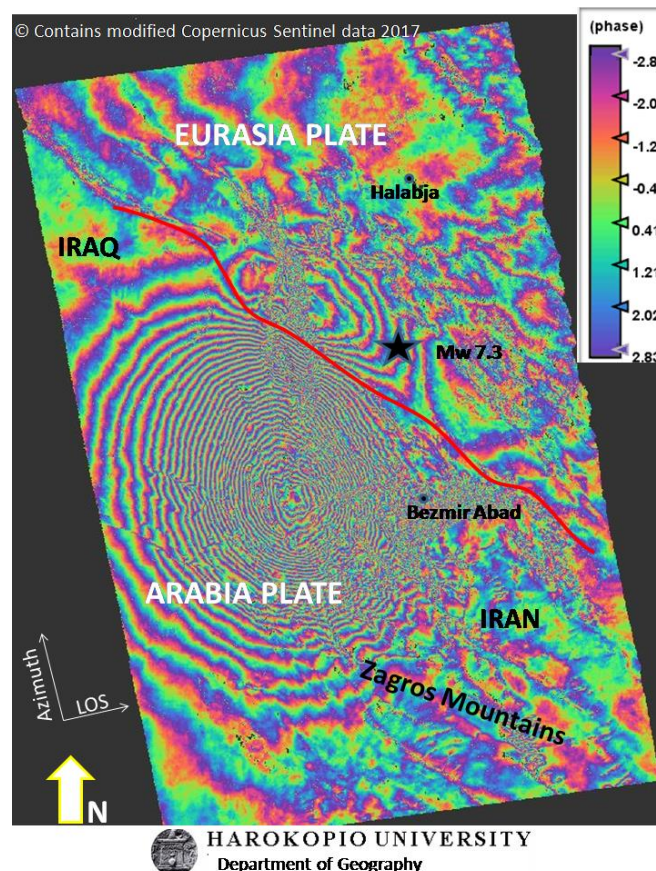 © Contains modified Copernicus Sentinel data 2017
(phase)
-2.8
-2.0
-1.2
-0.4
0.41
1.21
2.02
2.83
EURASIA PLATE
Halabja
IRAQ
Mw 7.3
Bezmir Abad
ARABIA PLATE
IRAN
Zagros Mountains
Azimuth
LOS
N
HAROKOPIO UNIVERSITY
Department of Geography